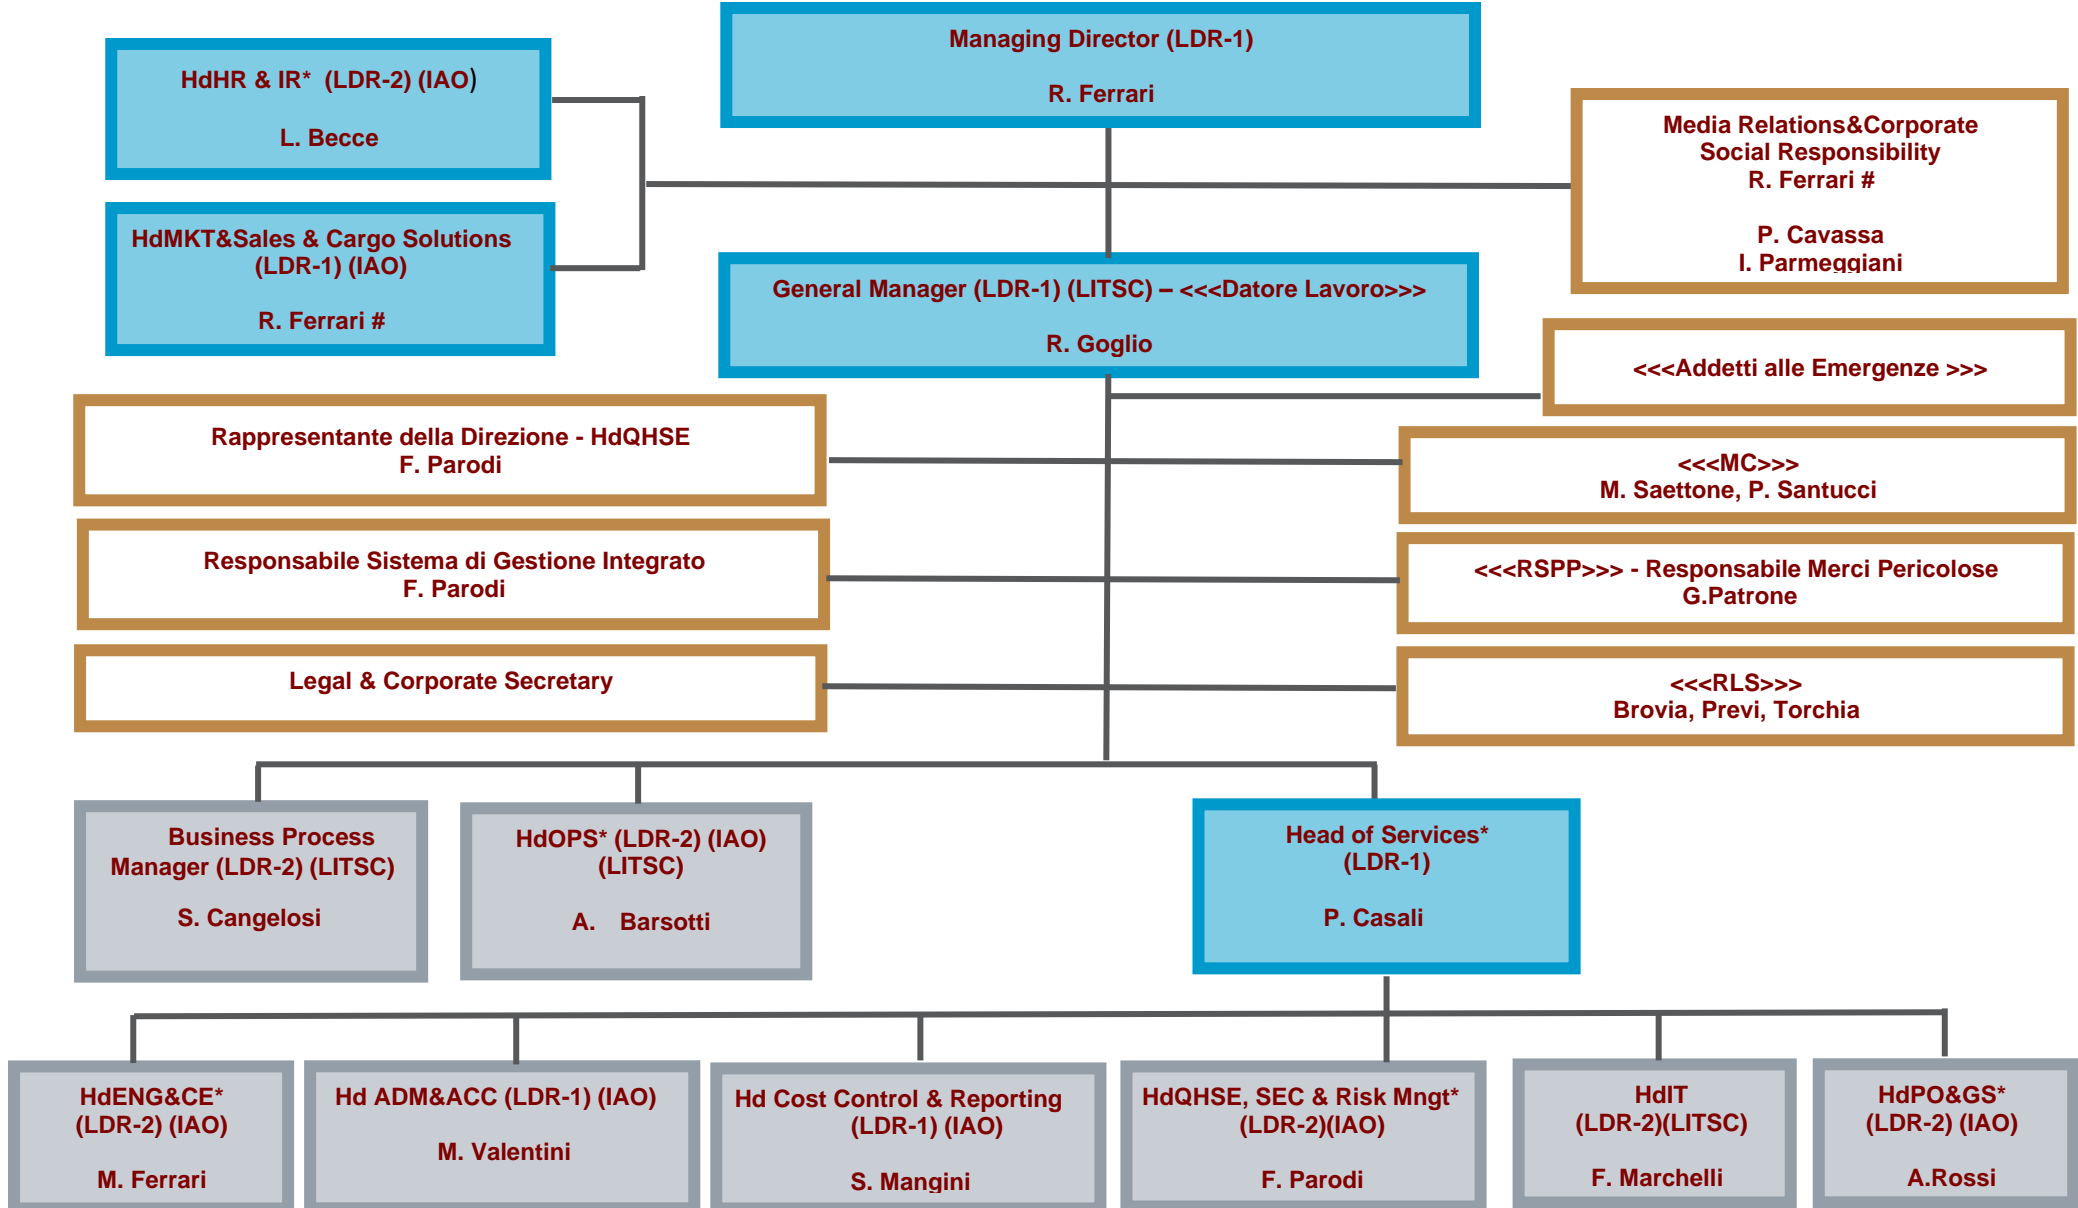 Managing Director (LDR-1)
R. Ferrari
HdHR & IR* (LDR-2) (IAO)
L. Becce
Media Relations&Corporate
Social Responsibility
R. Ferrari #
P. Cavassa
I. Parmeggiani
HdMKT&Sales & Cargo Solutions
(LDR-1) (IAO)
R. Ferrari #
General Manager (LDR-1) (LITSC) – <<<Datore Lavoro>>>
R. Goglio
<<<Addetti alle Emergenze >>>
Rappresentante della Direzione - HdQHSE
F. Parodi
<<<MC>>>
M. Saettone, P. Santucci
Responsabile Sistema di Gestione Integrato
F. Parodi
<<<RSPP>>> - Responsabile Merci Pericolose
G.Patrone
Legal & Corporate Secretary
<<<RLS>>>
Brovia, Previ, Torchia
Business Process
Manager (LDR-2) (LITSC)
S. Cangelosi
HdOPS* (LDR-2) (IAO)
(LITSC)
A. Barsotti
Head of Services*
(LDR-1)
P. Casali
HdENG&CE*
(LDR-2) (IAO)
M. Ferrari
Hd ADM&ACC (LDR-1) (IAO)
M. Valentini
Hd Cost Control & Reporting
(LDR-1) (IAO)
S. Mangini
HdQHSE, SEC & Risk Mngt*
(LDR-2)(IAO)
F. Parodi
HdIT
(LDR-2)(LITSC)
F. Marchelli
HdPO&GS*
(LDR-2) (IAO)
A.Rossi